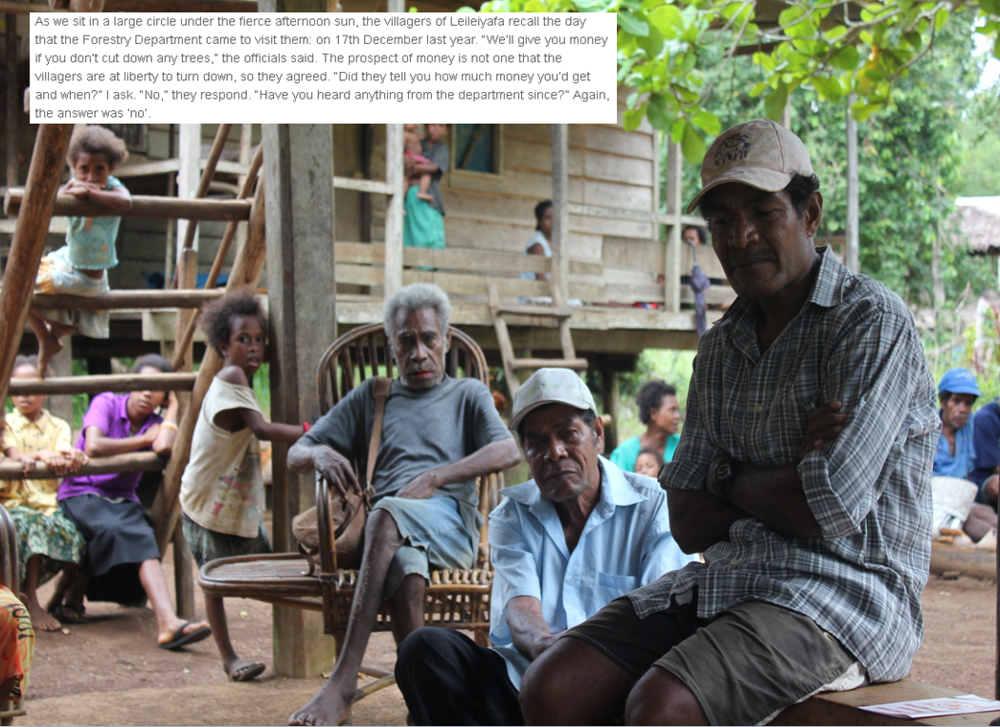 As we sit in a large circle under the fierce afternoon sun, the villagers of Leileiyafa recall the day
that the Forestry Department came to visit them: on 17th December last year. "We'll give you money
if you don't cut down any trees," the officials said. The prospect of money is not one that the
villagers are at liberty to turn down, so they agreed. "Did they tell you how much money you'd get
and when?" I ask. "No," they respond. "Have you heard anything from the department since?" Again,
the answer was 'no'.